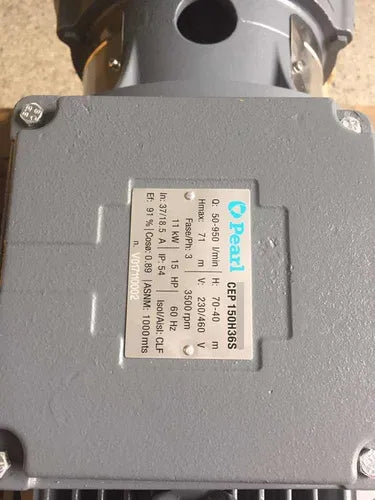 Pearl CEP 150H36S
Q: 50-950 l/min H: 70-40 m
Hmax: 71 m V: 230/460 V
Fase/Ph: 3 3500 rpm
11 kW 15 HP 60 Hz
In: 37/18.5 A IP: 54 Isol/Aisl: CLF
Ef: 91 % Cosø: 0.89 ASNM: 1000 mts
n.